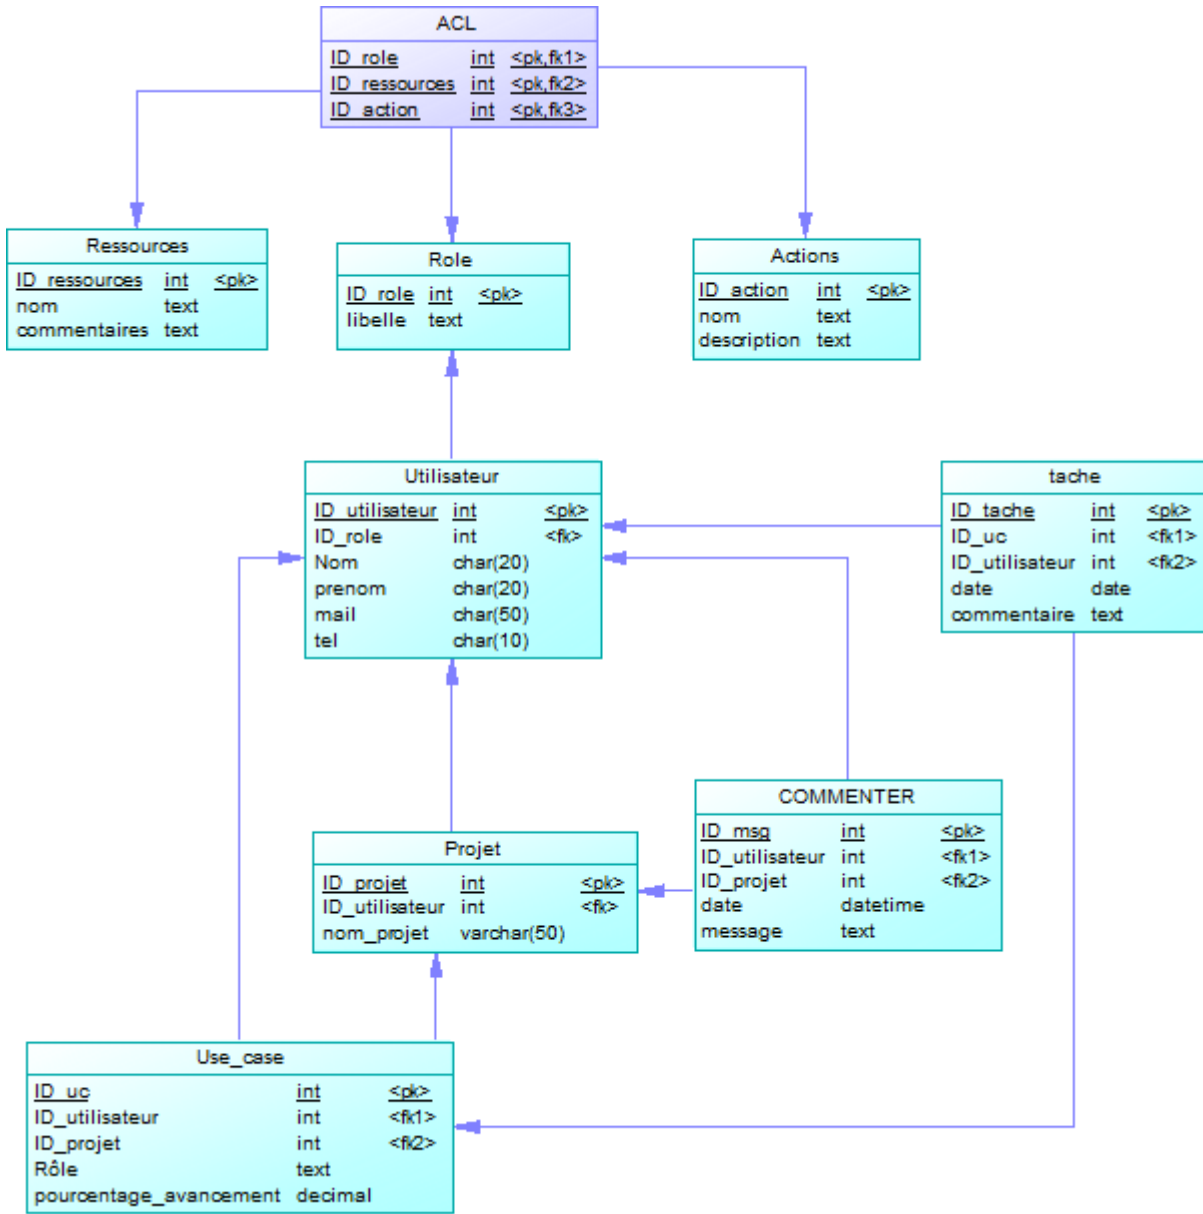 ACL
ID_role int <pk,fk1>
ID_ressources int <pk,fk2>
ID_action int <pk,fk3>
Ressources
ID_ressources int <pk>
nom text
commentaires text
Role
ID_role int <pk>
libelle text
Actions
ID_action int <pk>
nom text
description text
Utilisateur
ID_utilisateur int <pk>
ID_role int <fk>
Nom char(20)
prenom char(20)
mail char(50)
tel char(10)
tache
ID_tache int <pk>
ID_uc int <fk1>
ID_utilisateur int <fk2>
date date
commentaire text
COMMENTER
ID_msg int <pk>
ID_utilisateur int <fk1>
ID_projet int <fk2>
date datetime
message text
Projet
ID_projet int <pk>
ID_utilisateur int <fk>
nom_projet varchar(50)
Use_case
ID_uc int <pk>
ID_utilisateur int <fk1>
ID_projet int <fk2>
Rôle text
pourcentage_avancement decimal